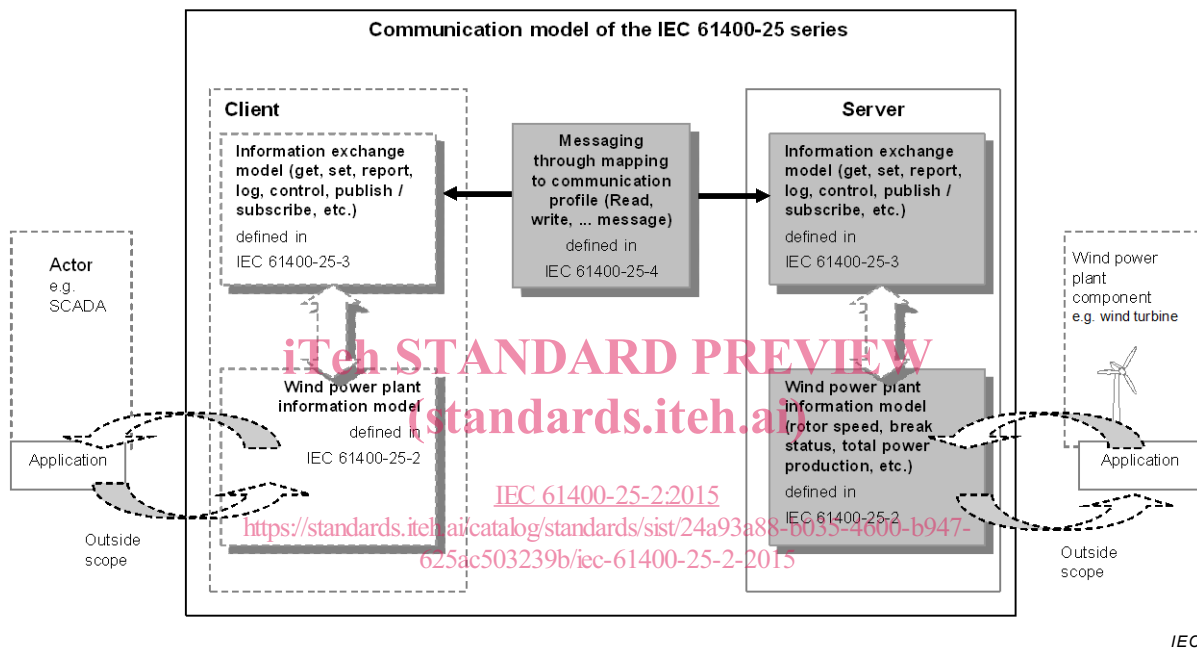 Communication model of the IEC 61400-25 series
Client
Information exchange
model (get, set, report,
log, control, publish /
subscribe, etc.)
defined in
IEC 61400-25-3
Messaging
through mapping
to communication
profile (Read,
write, ... message)
defined in
IEC 61400-25-4
Server
Information exchange
model (get, set, report,
log, control, publish /
subscribe, etc.)
defined in
IEC 61400-25-3
Actor
e.g.
SCADA
Wind power
plant
component
e.g. wind turbine
iTeh STANDARD PREVIEW
(standards.iteh.ai)
Wind power plant
information model
defined in
IEC 61400-25-2
Wind power plant
information model
(rotor speed, break
status, total power
production, etc.)
defined in
IEC 61400-25-2
Application
Application
IEC 61400-25-2:2015
https://standards.iteh.ai/catalog/standards/sist/24a93a88-b035-4600-b947-
625ac503239b/iec-61400-25-2-2015
Outside
scope
Outside
scope
IEC